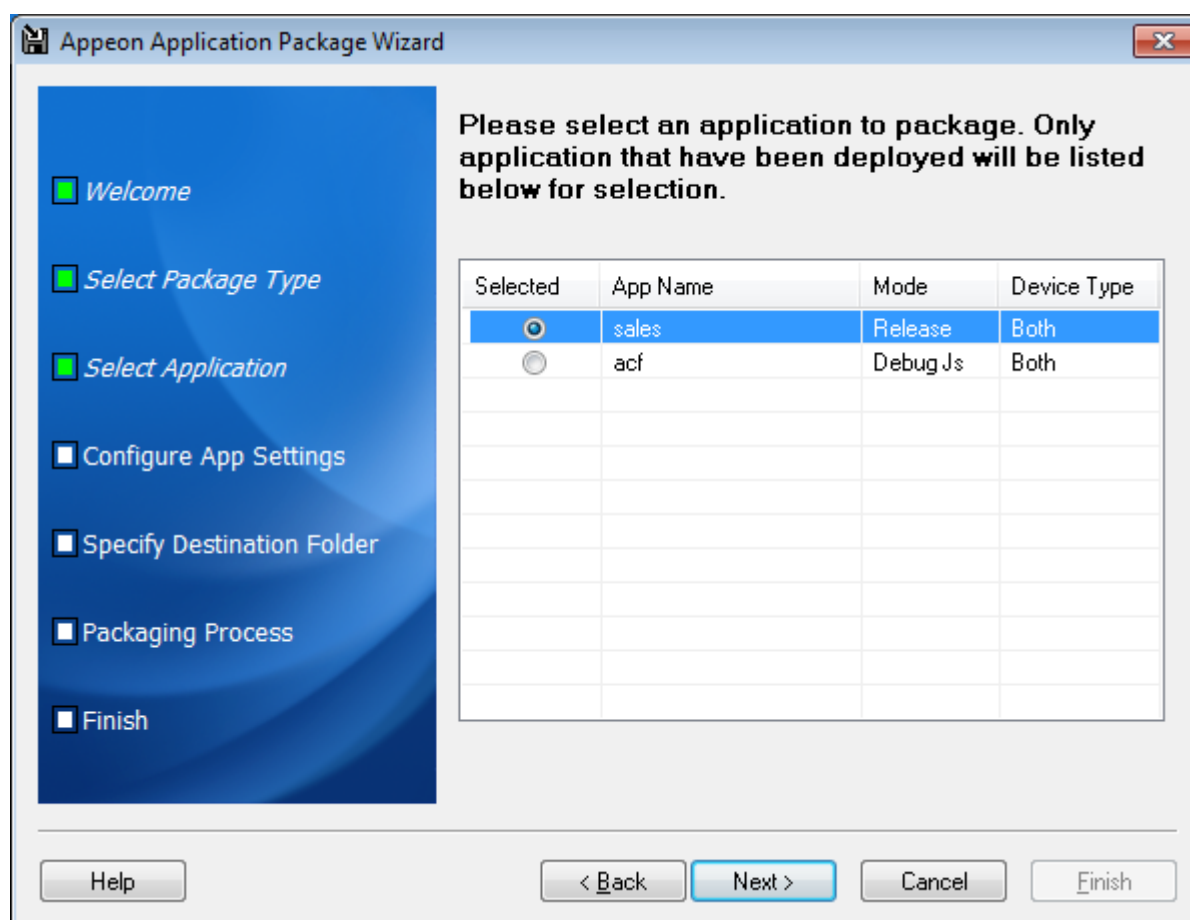 Appeon Application Package Wizard
Welcome
Select Package Type
Select Application
Configure App Settings
Specify Destination Folder
Packaging Process
Finish
Please select an application to package. Only
application that have been deployed will be listed
below for selection.
Selected App Name Mode Device Type
sales Release Both
acf Debug Js Both
Help < Back Next > Cancel Finish